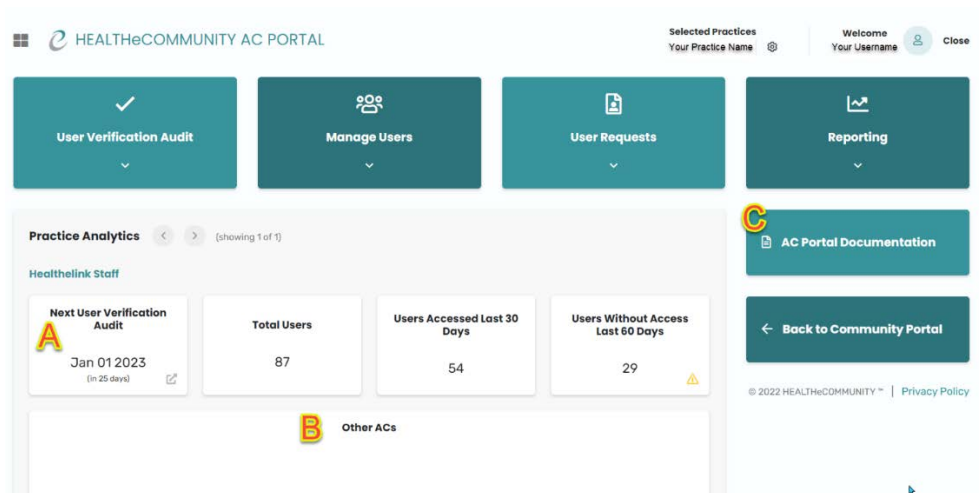 HEALTHeCOMMUNITY AC PORTAL
Selected Practices
Your Practice Name
Welcome
Your Username
Close
User Verification Audit
Manage Users
User Requests
Reporting
Practice Analytics
(showing 1 of 1)
C
AC Portal Documentation
Healthelink Staff
Next User Verification
Audit
A
Jan 01 2023
(in 25 days)
Total Users
87
Users Accessed Last 30
Days
54
Users Without Access
Last 60 Days
29
Back to Community Portal
© 2022 HEALTHeCOMMUNITY ™ | Privacy Policy
B
Other ACs